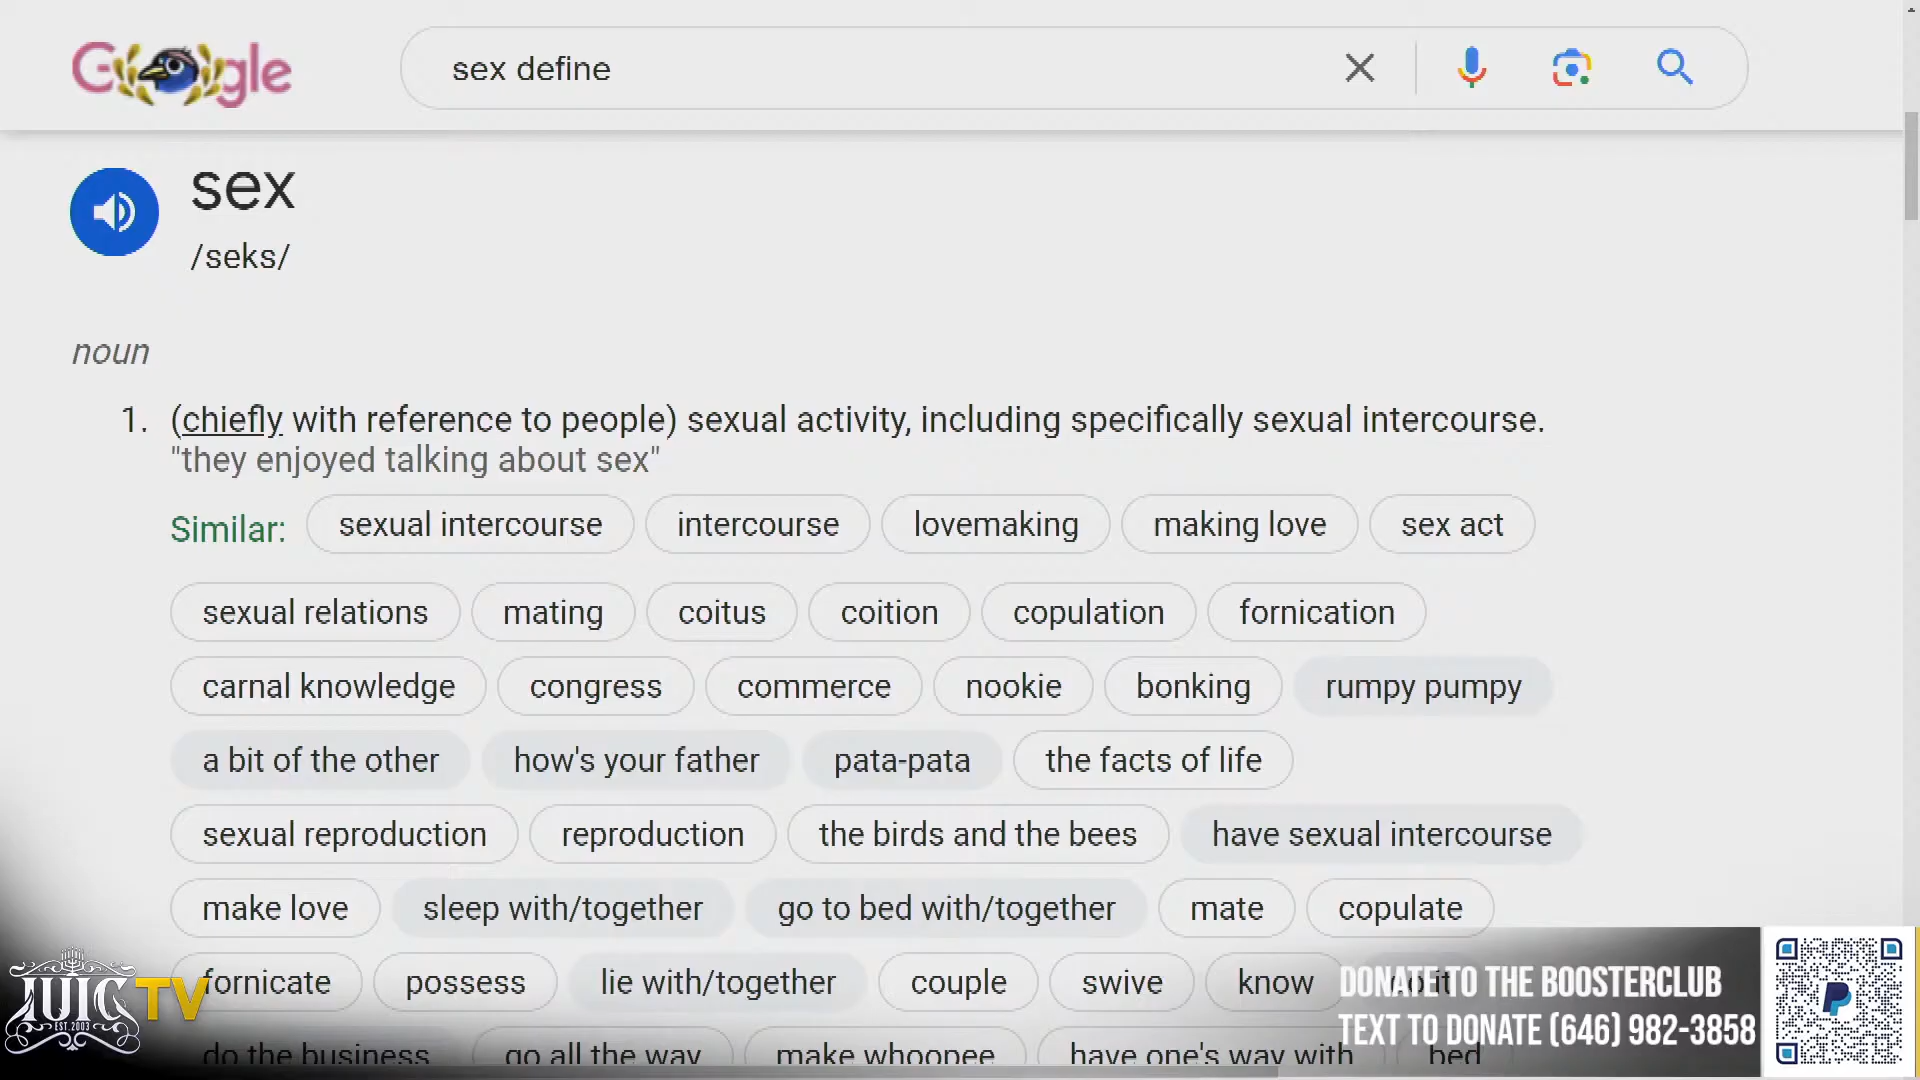 Google
sex define
sex
/seks/
noun
1. (chiefly with reference to people) sexual activity, including specifically sexual intercourse.
"they enjoyed talking about sex"
Similar: sexual intercourse intercourse lovemaking making love sex act
sexual relations mating coitus coition copulation fornication
carnal knowledge congress commerce nookie bonking rumpy pumpy
a bit of the other how's your father pata-pata the facts of life
sexual reproduction reproduction the birds and the bees have sexual intercourse
make love sleep with/together go to bed with/together mate copulate
fornicate possess lie with/together couple swive know
do the business go all the way make whoopee have one's way with bed
IUIC TV
EST. 2003
DONATE TO THE BOOSTERCLUB
TEXT TO DONATE (646) 982-3858